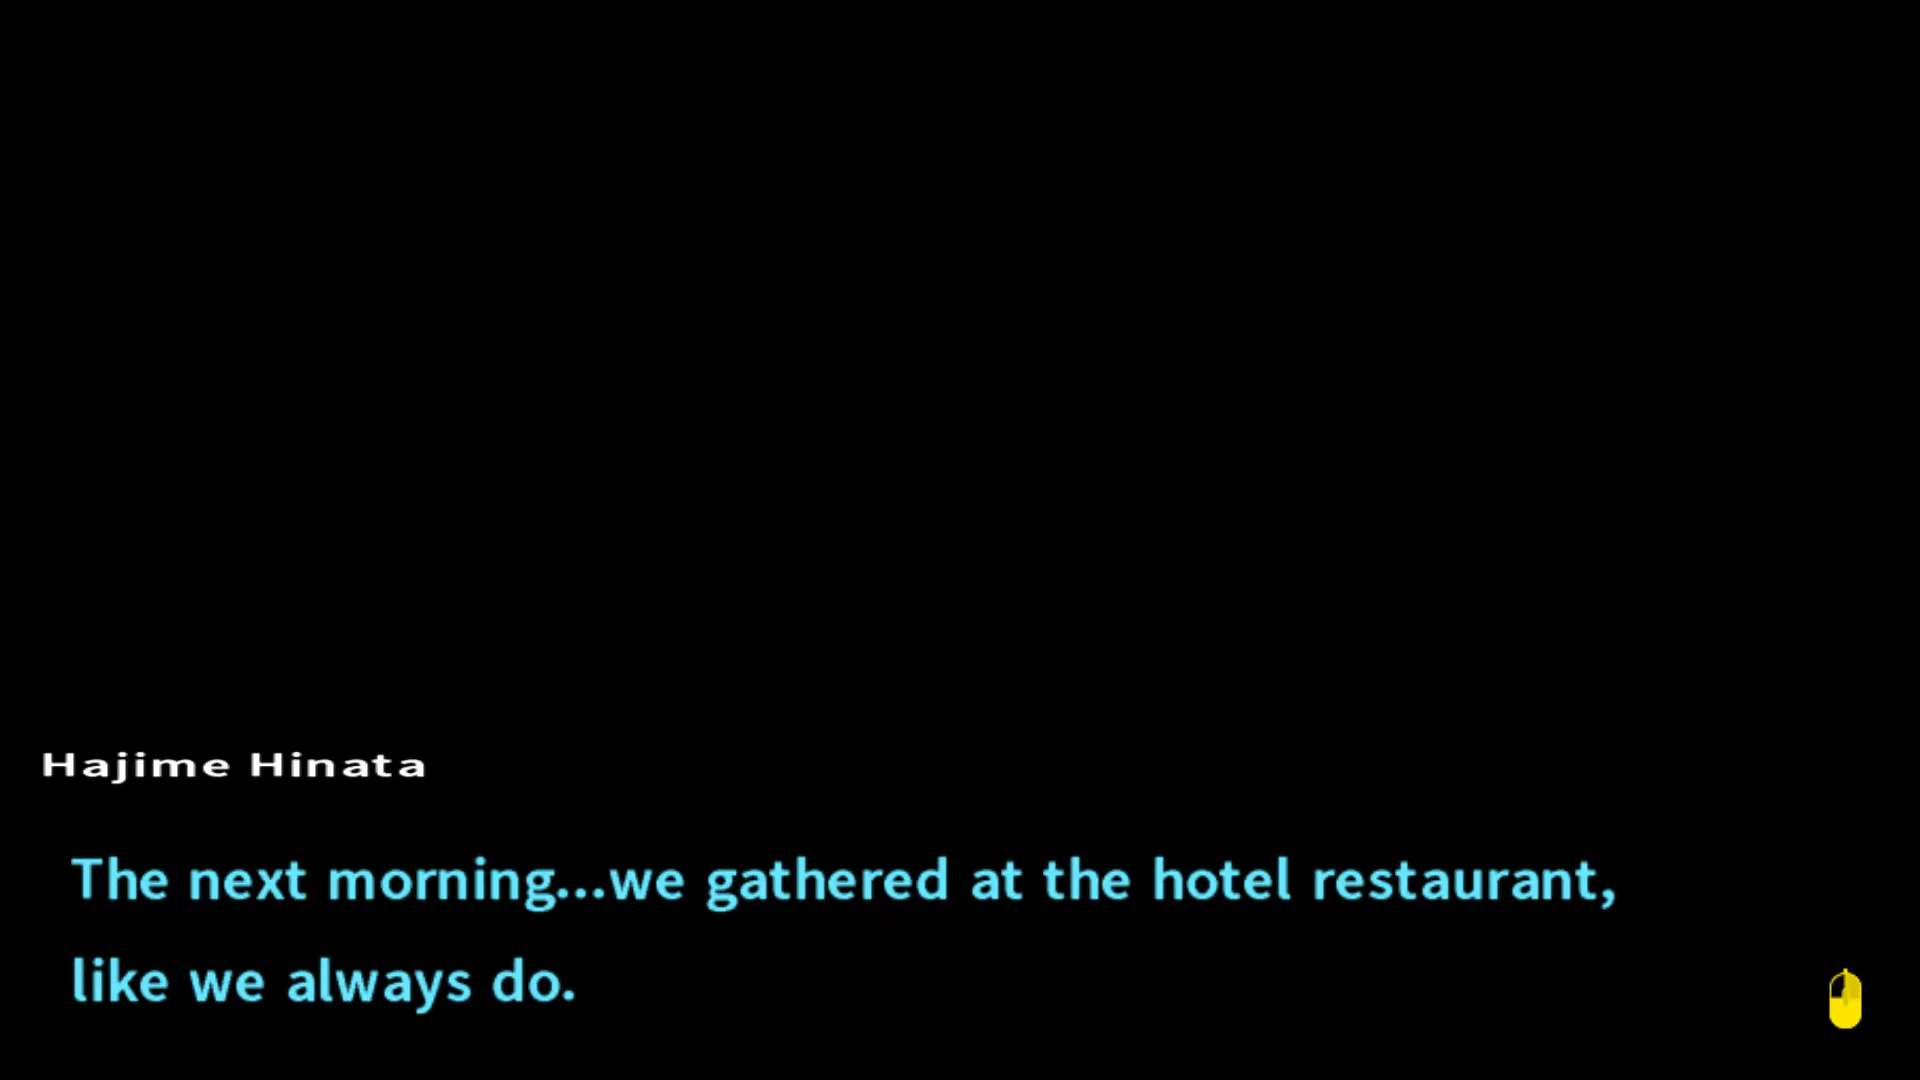 Hajime Hinata
The next morning...we gathered at the hotel restaurant,
like we always do.